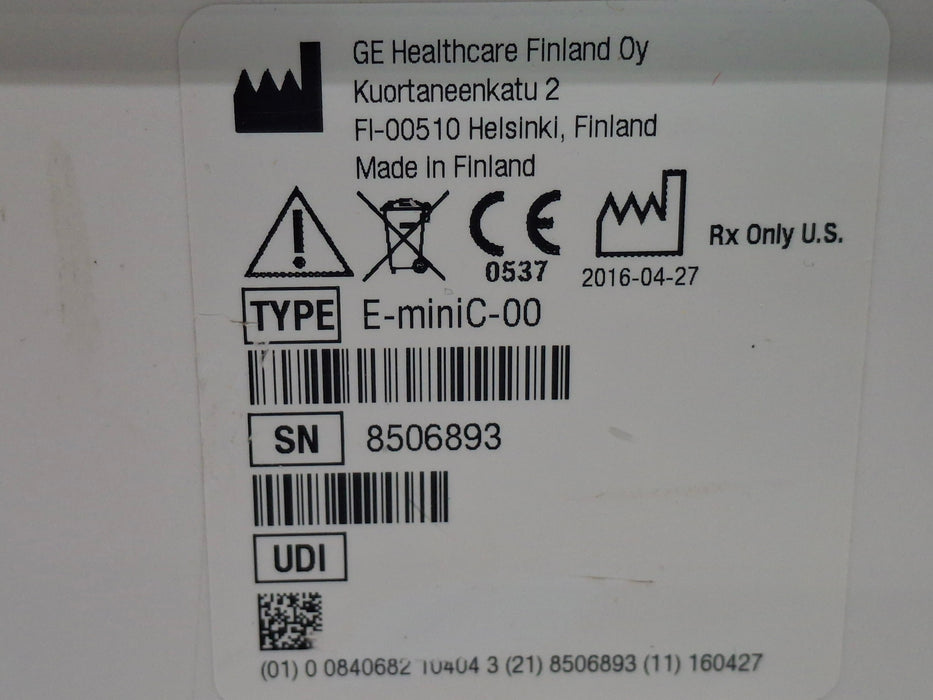 GE Healthcare Finland Oy
Kuortaneenkatu 2
FI-00510 Helsinki, Finland
Made in Finland
CE
0537
2016-04-27
Rx Only U.S.
TYPE E-miniC-00
SN 8506893
UDI
(01) 0 0840682 10404 3 (21) 8506893 (11) 160427